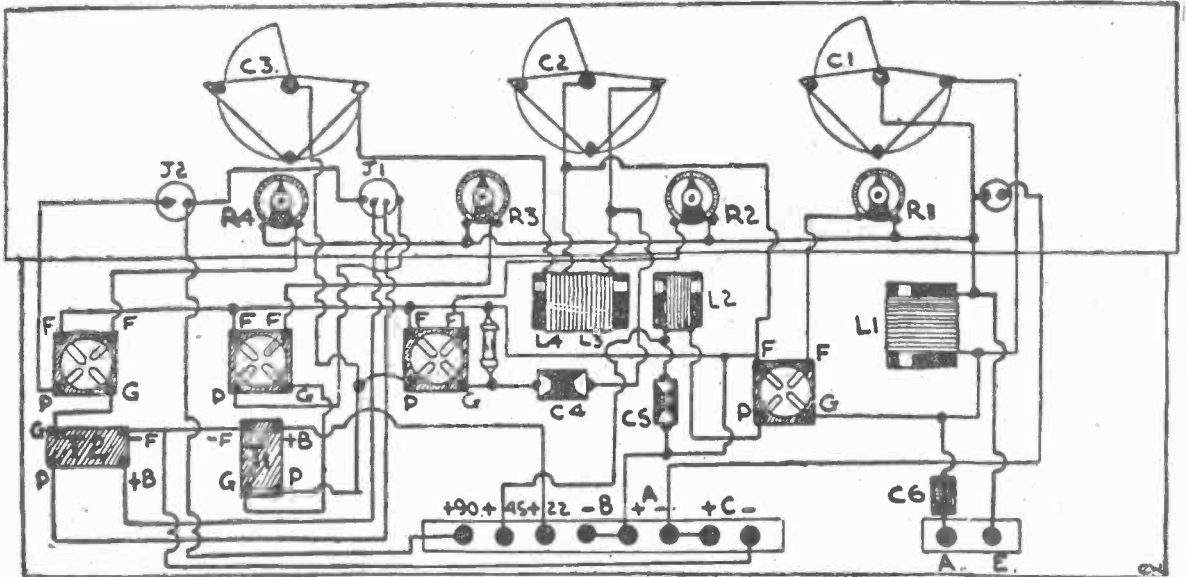 C3. C2 C1
J2 J1
R4 R3 R2 R1
L4 L3 L2 L1
F F F F F F F F
P G P G P G P G
C4 C5
G -F -F +B
P +B G P
C6
+90 + 45 + 22 -B + A - + C -
A. E.